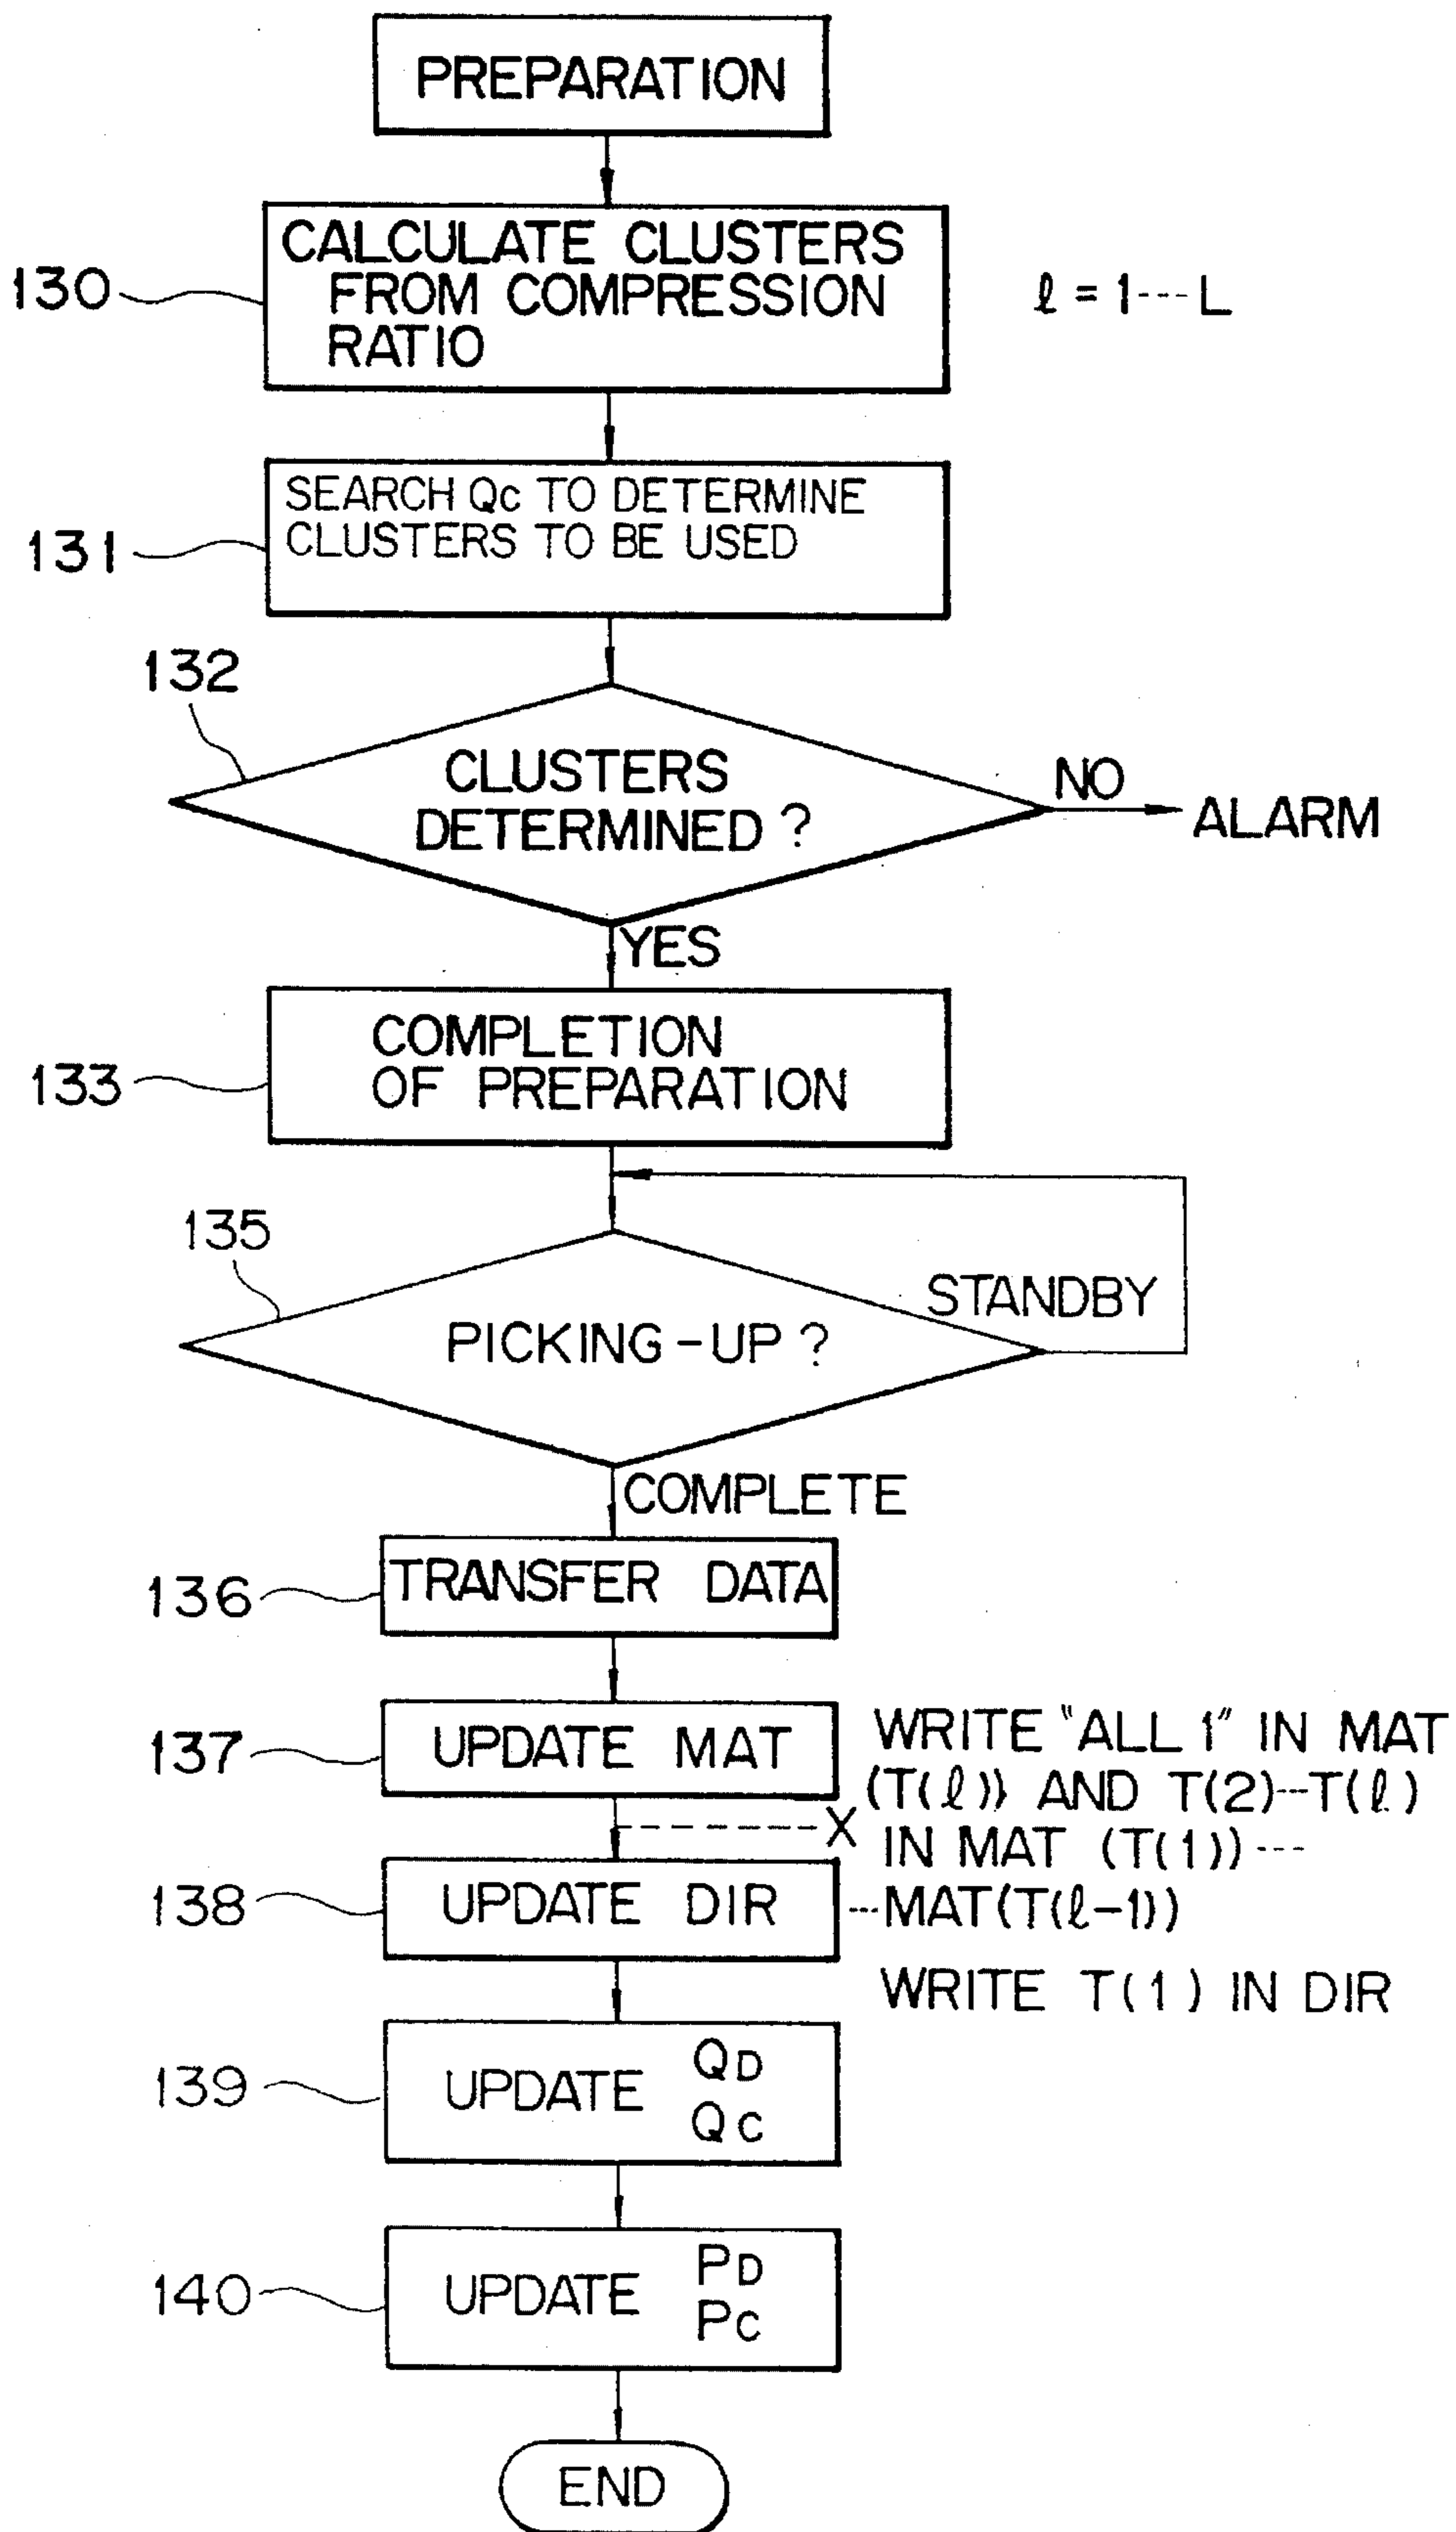 PREPARATION
130
CALCULATE CLUSTERS
FROM COMPRESSION
RATIO
ℓ = 1---L
131
SEARCH Qc TO DETERMINE
CLUSTERS TO BE USED
132
CLUSTERS
DETERMINED ?
NO
ALARM
YES
133
COMPLETION
OF PREPARATION
135
PICKING-UP ?
STANDBY
COMPLETE
136
TRANSFER DATA
137
UPDATE MAT
WRITE "ALL 1" IN MAT
(T(ℓ)) AND T(2)---T(ℓ)
X
IN MAT (T(1)) ---
138
UPDATE DIR
---MAT(T(ℓ-1))
WRITE T(1) IN DIR
139
UPDATE QD
QC
140
UPDATE PD
PC
END